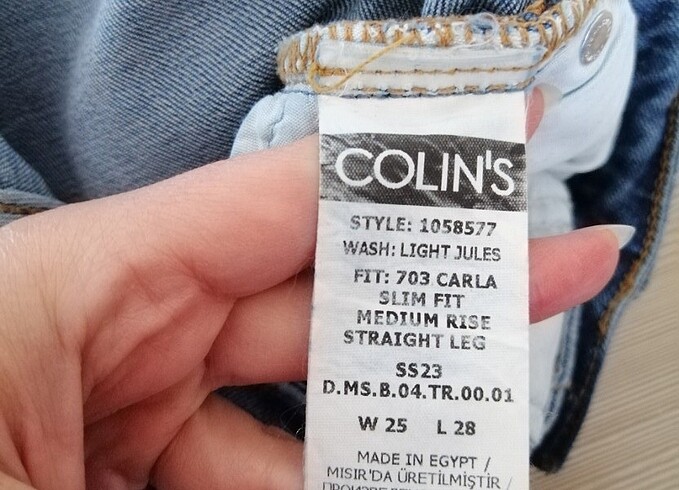 COLIN'S
STYLE: 1058577
WASH: LIGHT JULES
FIT: 703 CARLA
SLIM FIT
MEDIUM RISE
STRAIGHT LEG
SS23
D.MS.B.04.TR.00.01
W 25 L 28
MADE IN EGYPT /
MISIR'DA ÜRETİLMİŞTİR /